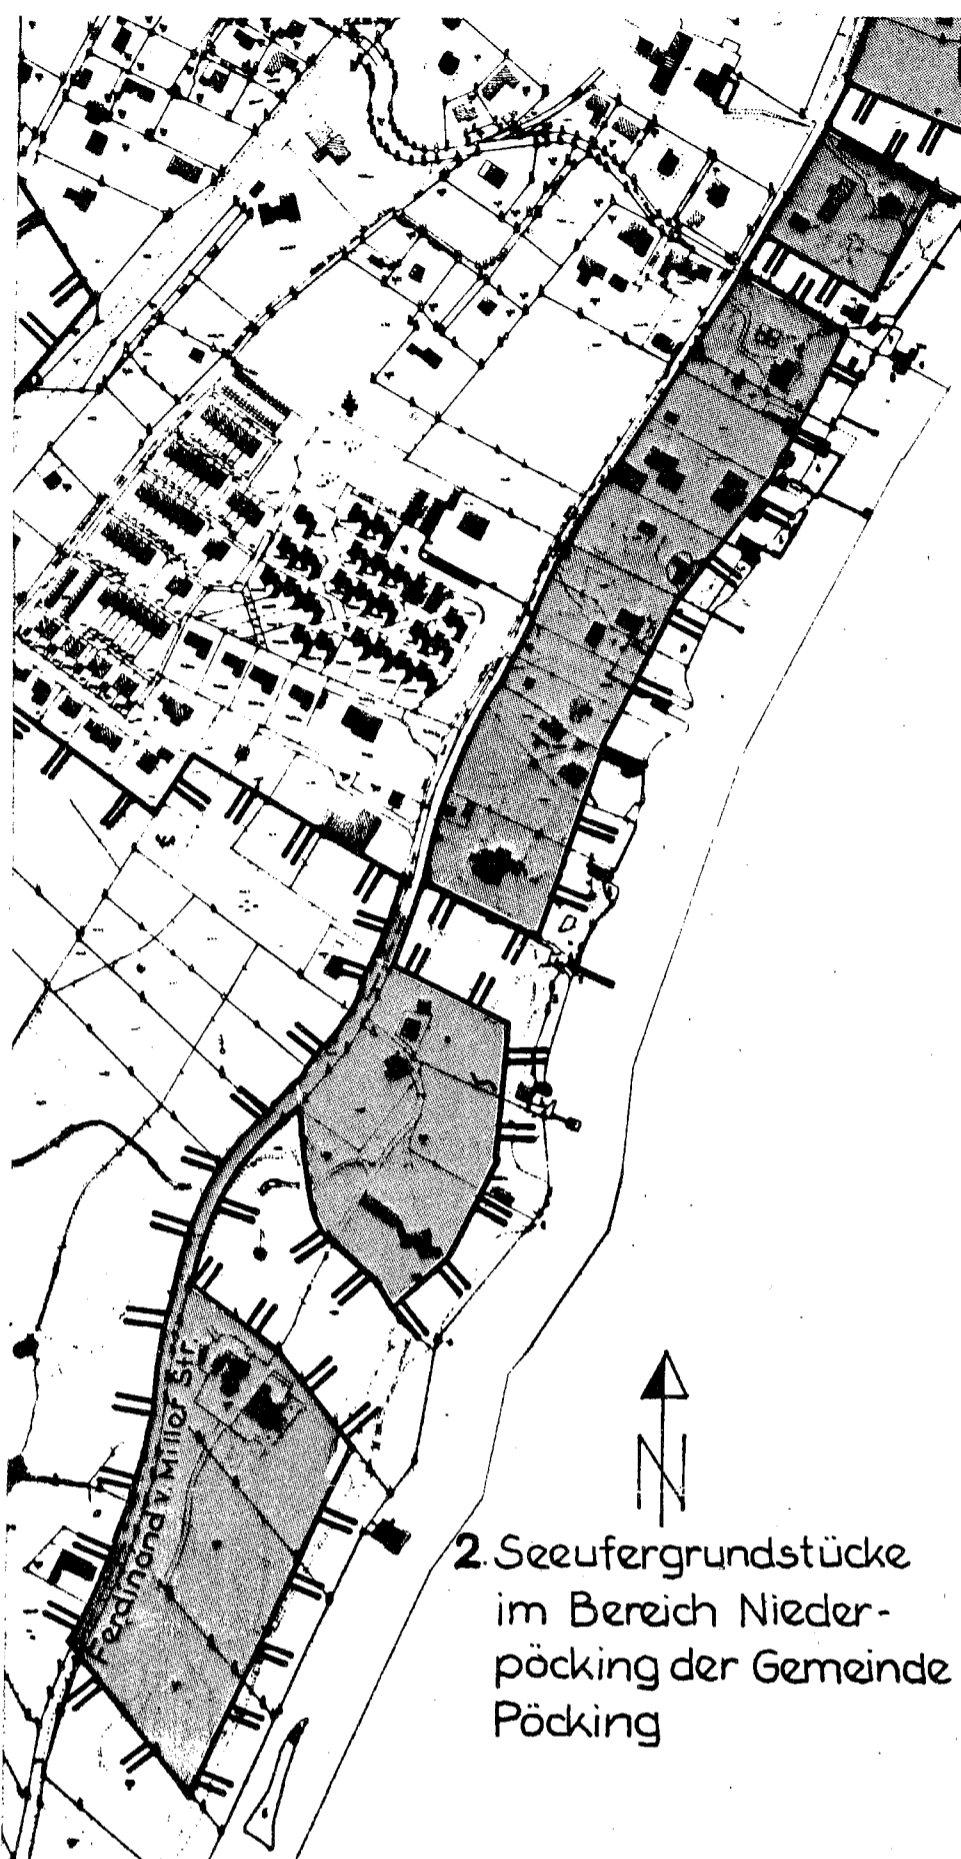 Ferdinand v. Miller Str.
N
2. Seeufergrundstücke
im Bereich Nieder-
pöcking der Gemeinde
Pöcking